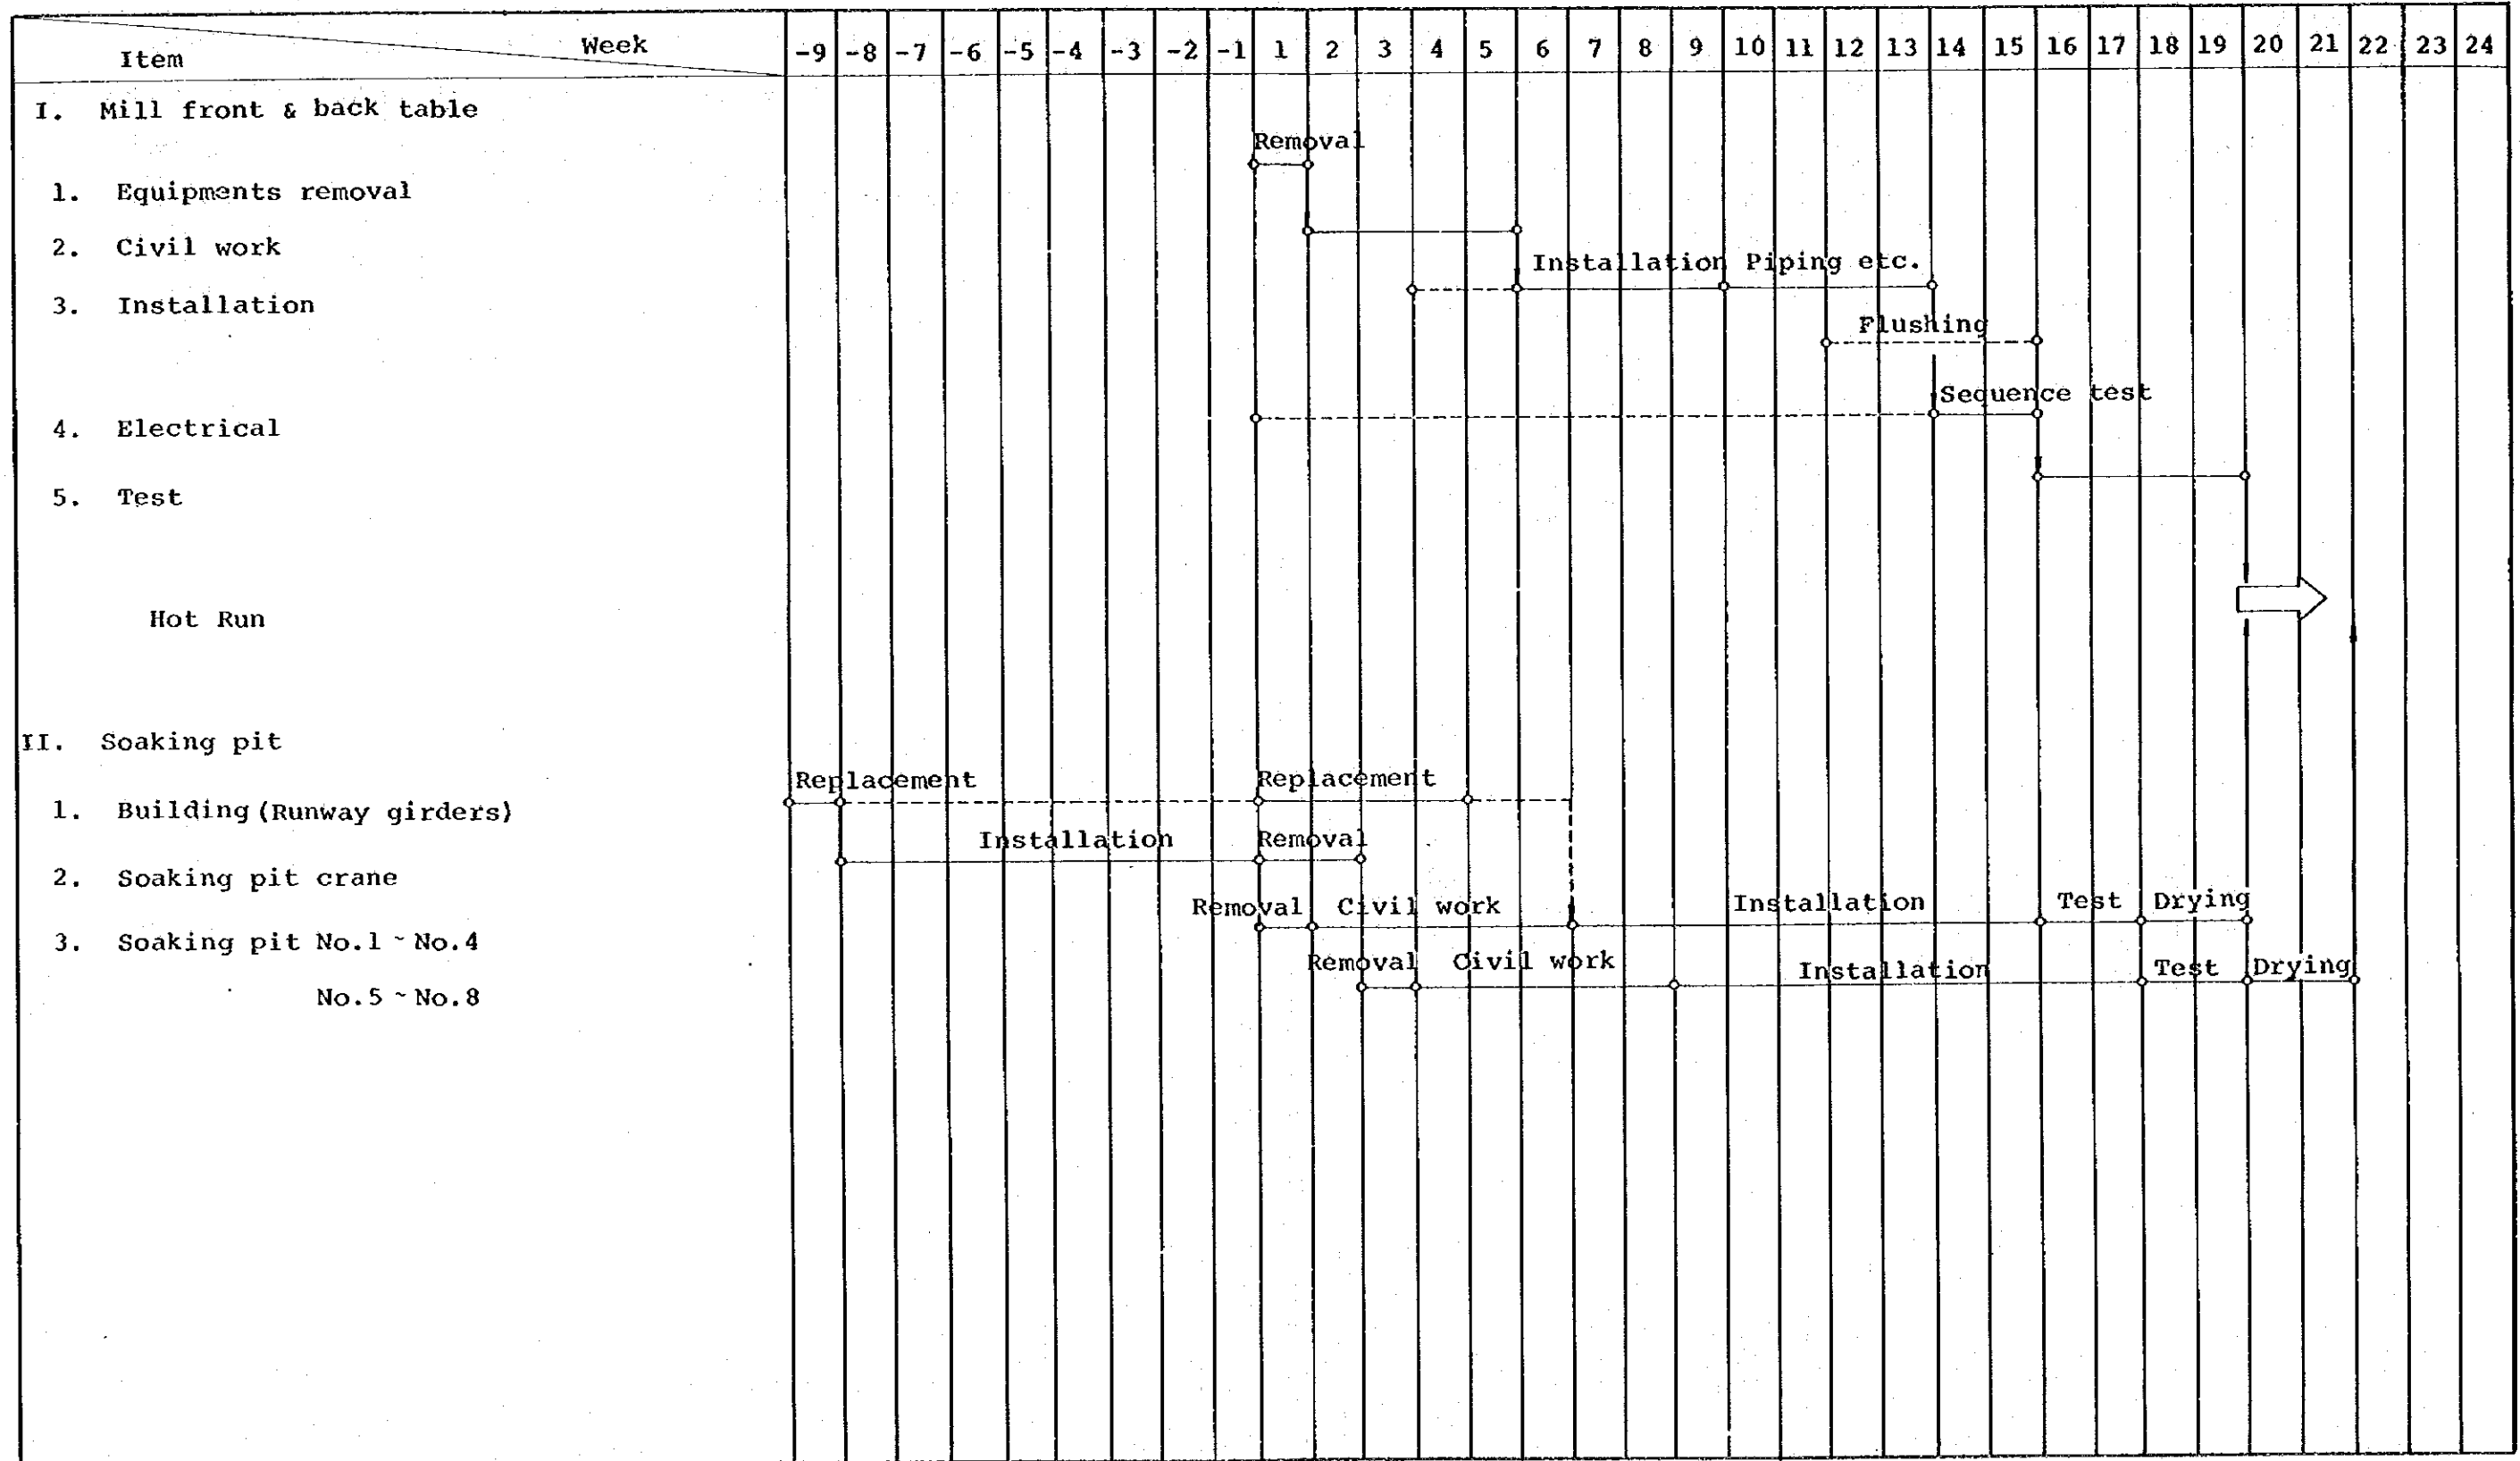 Week
Item
-9 -8 -7 -6 -5 -4 -3 -2 -1 1 2 3 4 5 6 7 8 9 10 11 12 13 14 15 16 17 18 19 20 21 22 23 24
I. Mill front & back table
Removal
1. Equipments removal
2. Civil work
Installation Piping etc.
3. Installation
Flushing
Sequence test
4. Electrical
5. Test
Hot Run
II. Soaking pit
Replacement Replacement
1. Building (Runway girders)
Installation Removal
2. Soaking pit crane
Removal Civil work Installation Test Drying
3. Soaking pit No.1 ~ No.4
Removal Civil work Installation Test Drying
No.5 ~ No.8